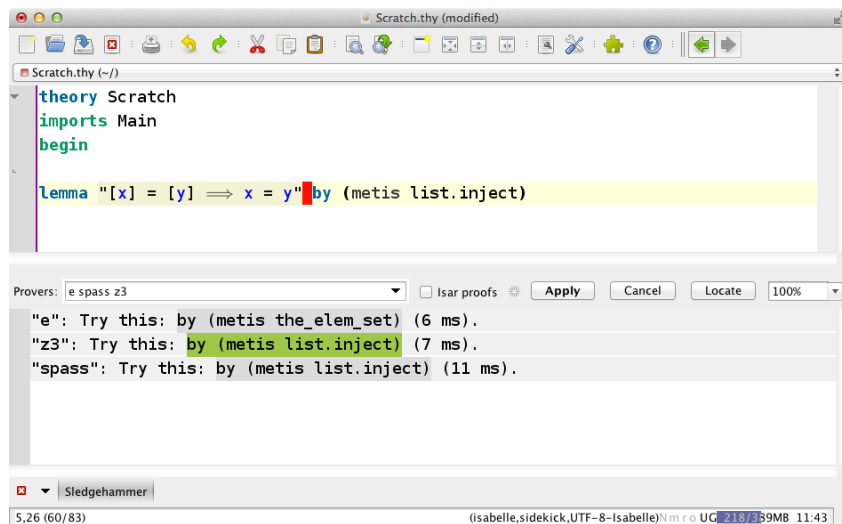 Scratch.thy (modified)
Scratch.thy (~/)
theory Scratch
imports Main
begin
lemma "[x] = [y] ⟹ x = y" by (metis list.inject)
Provers: e spass z3 Isar proofs Apply Cancel Locate 100%
"e": Try this: by (metis the_elem_set) (6 ms).
"z3": Try this: by (metis list.inject) (7 ms).
"spass": Try this: by (metis list.inject) (11 ms).
Sledgehammer
5,26 (60/83) (isabelle,sidekick,UTF-8-Isabelle)N m r o UG 218/389MB 11:43